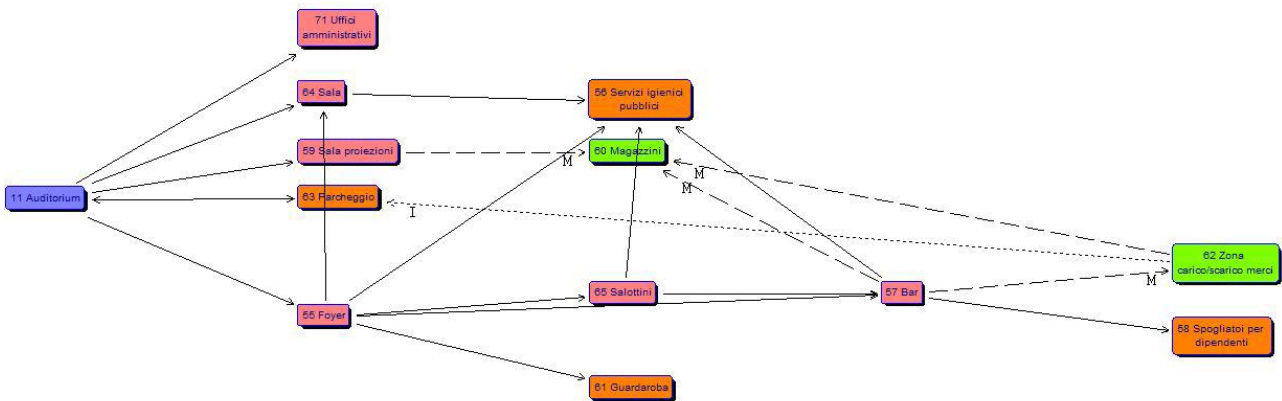 71 Uffici
amministrativi
64 Sala
56 Servizi igienici
pubblici
59 Sala proiezioni
M
60 Magazzini
M
M
11 Auditorium
63 Parcheggio
I
62 Zona
carico/scarico merci
M
65 Salottini
57 Bar
55 Foyer
58 Spogliatoi per
dipendenti
61 Guardaroba